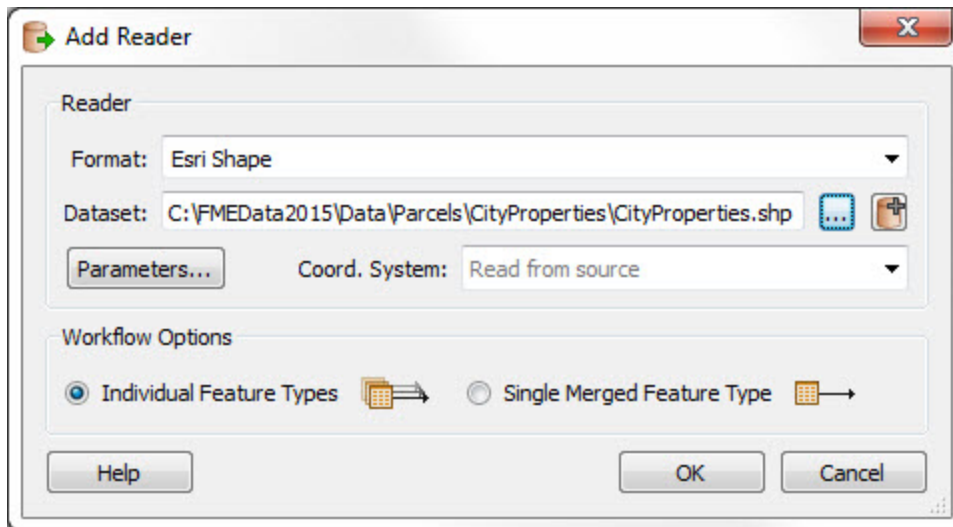 Add Reader
Reader
Format: Esri Shape
Dataset: C:\FMEData2015\Data\Parcels\CityProperties\CityProperties.shp ...
Parameters... Coord. System: Read from source
Workflow Options
Individual Feature Types Single Merged Feature Type
Help OK Cancel